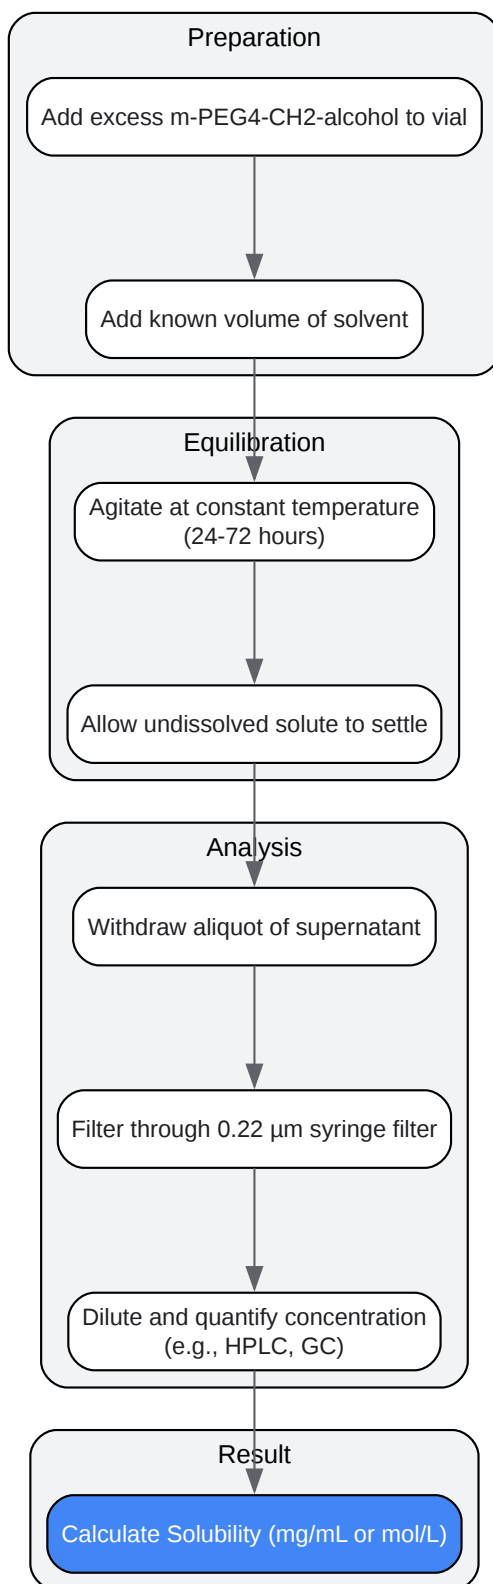 Preparation
Add excess m-PEG4-CH2-alcohol to vial
Add known volume of solvent
Equilibration
Agitate at constant temperature
(24-72 hours)
Allow undissolved solute to settle
Analysis
Withdraw aliquot of supernatant
Filter through 0.22 µm syringe filter
Dilute and quantify concentration
(e.g., HPLC, GC)
Result
Calculate Solubility (mg/mL or mol/L)